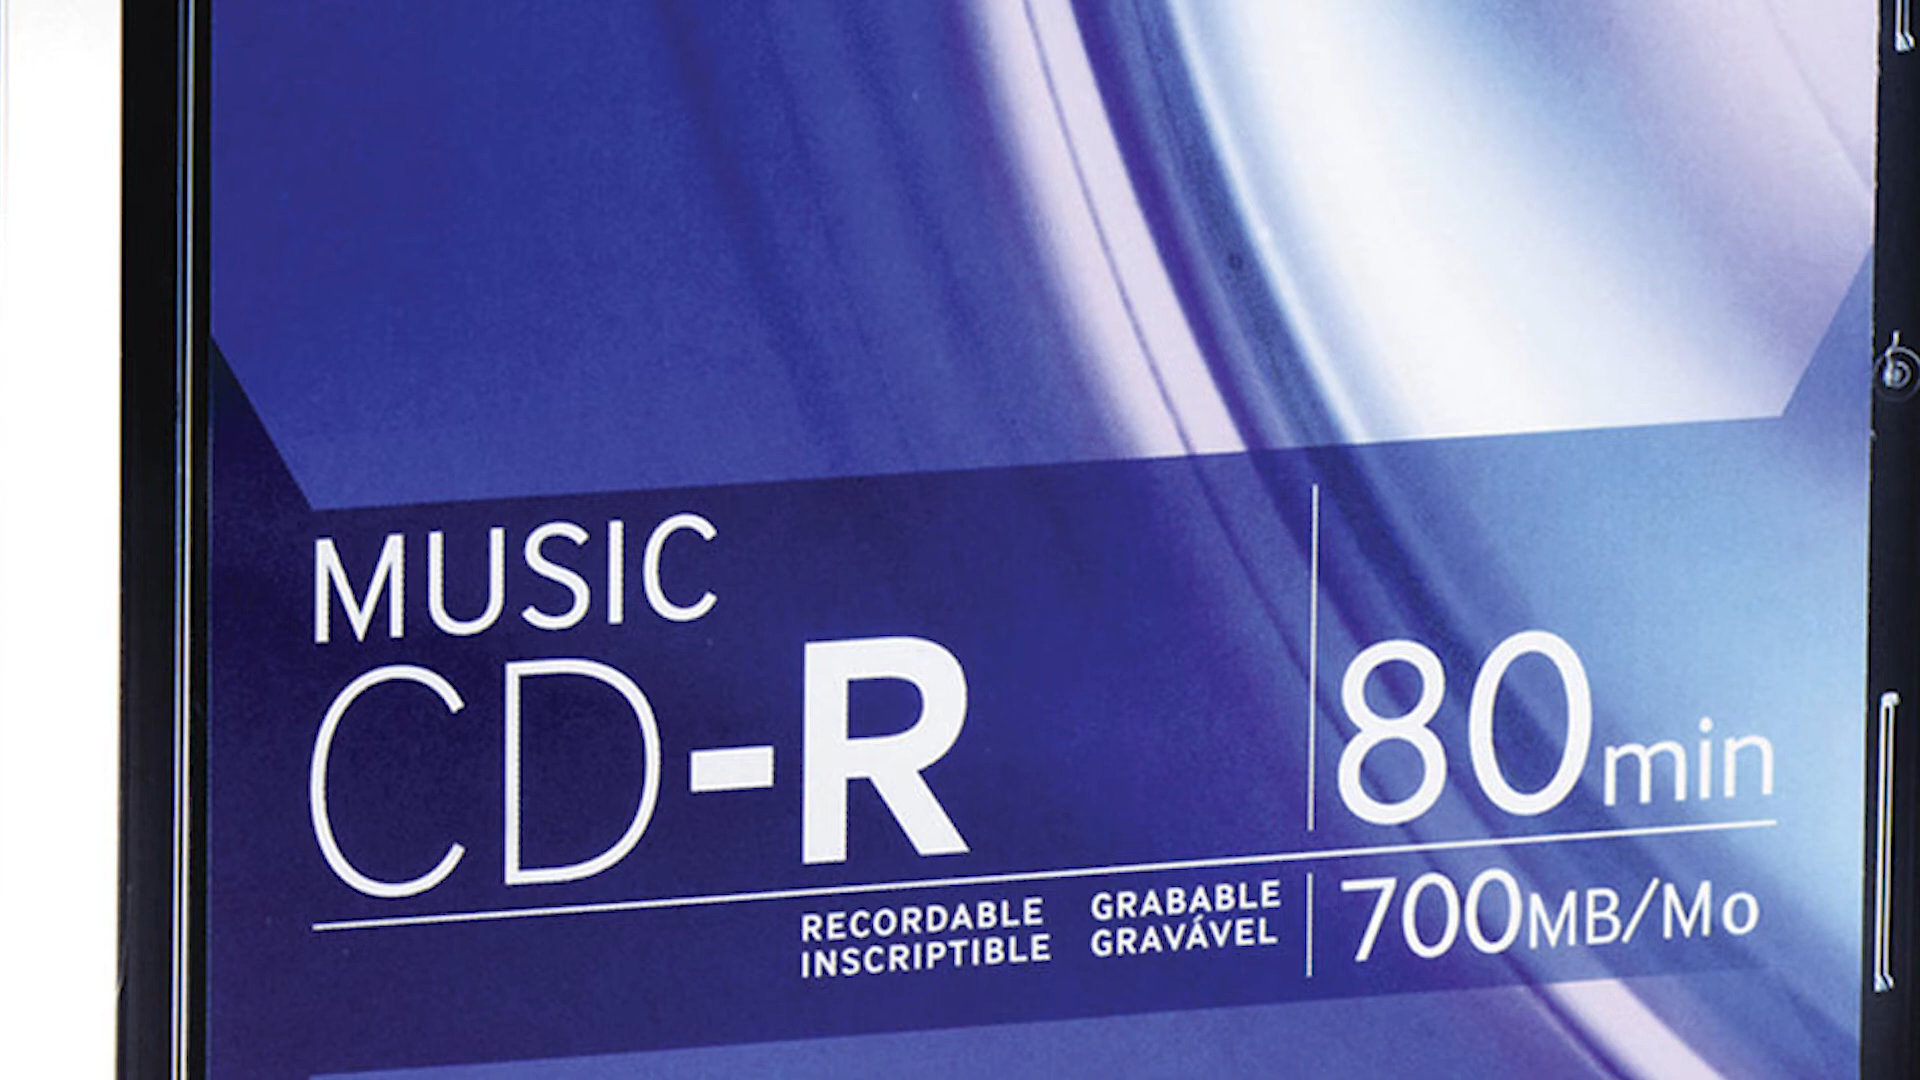 MUSIC
CD-R
80min
RECORDABLE GRABABLE
INSCRIPTIBLE GRAVÁVEL
700MB/Mo